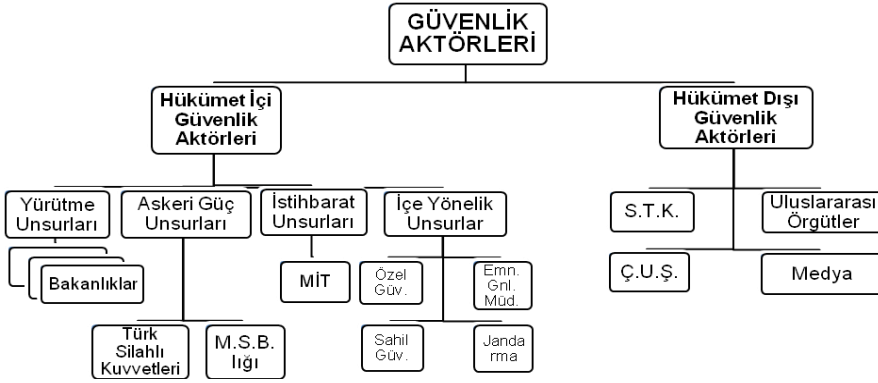 GÜVENLİK
AKTÖRLERİ
Hükümet İçi
Güvenlik
Aktörleri
Hükümet Dışı
Güvenlik
Aktörleri
Yürütme
Unsurları
Askeri Güç
Unsurları
İstihbarat
Unsurları
İçe Yönelik
Unsurlar
S.T.K.
Uluslararası
Örgütler
Bakanlıklar
MİT
Özel
Güv.
Emn.
Gnl.
Müd.
Ç.U.Ş.
Medya
Türk
Silahlı
Kuvvetleri
M.S.B.
lığı
Sahil
Güv.
Janda
rma